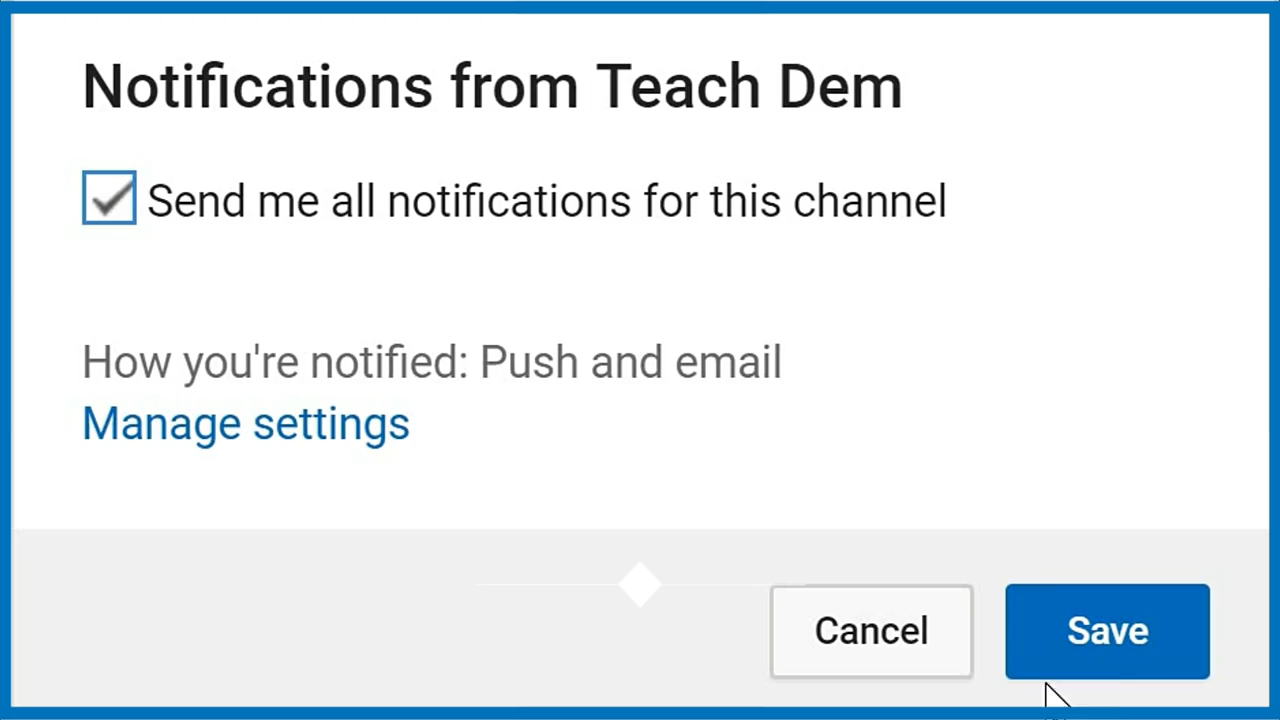 Notifications from Teach Dem
Send me all notifications for this channel
How you're notified: Push and email
Manage settings
Cancel
Save